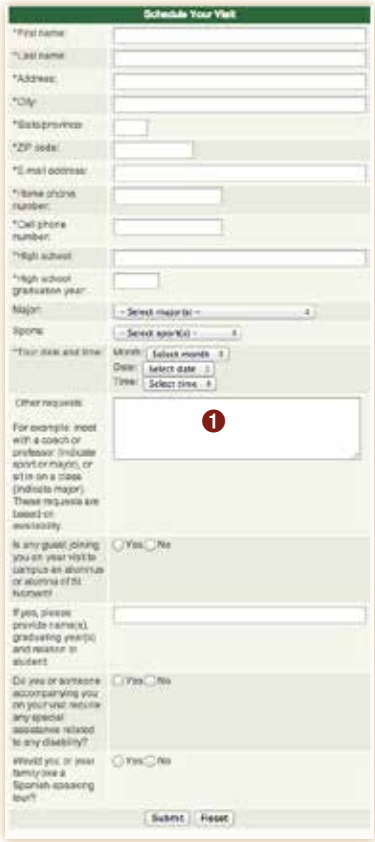 Schedule Your Visit
*First name:
*Last name:
*Address:
*City:
*State/province:
*ZIP code:
*E-mail address:
*Home phone
number:
*Cell phone
number:
*High school:
*High school
graduation year:
Major:
- Select major(s) -
Sports:
- Select sport(s) -
*Tour date and time:
Month: Select month
Date: Select date
Time: Select time
Other requests:
1
For example: meet
with a coach or
professor (indicate
sport or major), or
sit in on a class
(indicate major).
These requests are
based on
availability.
Is any guest joining
you on your visit to
campus an alumnus
or alumna of St.
Norbert?
Yes No
If yes, please
provide name(s),
graduating year(s)
and relation to
student:
Do you or someone
accompanying you
on your visit require
any special
assistance related
to any disability?
Yes No
Would you or your
family like a
Spanish-speaking
tour?
Yes No
Submit Reset